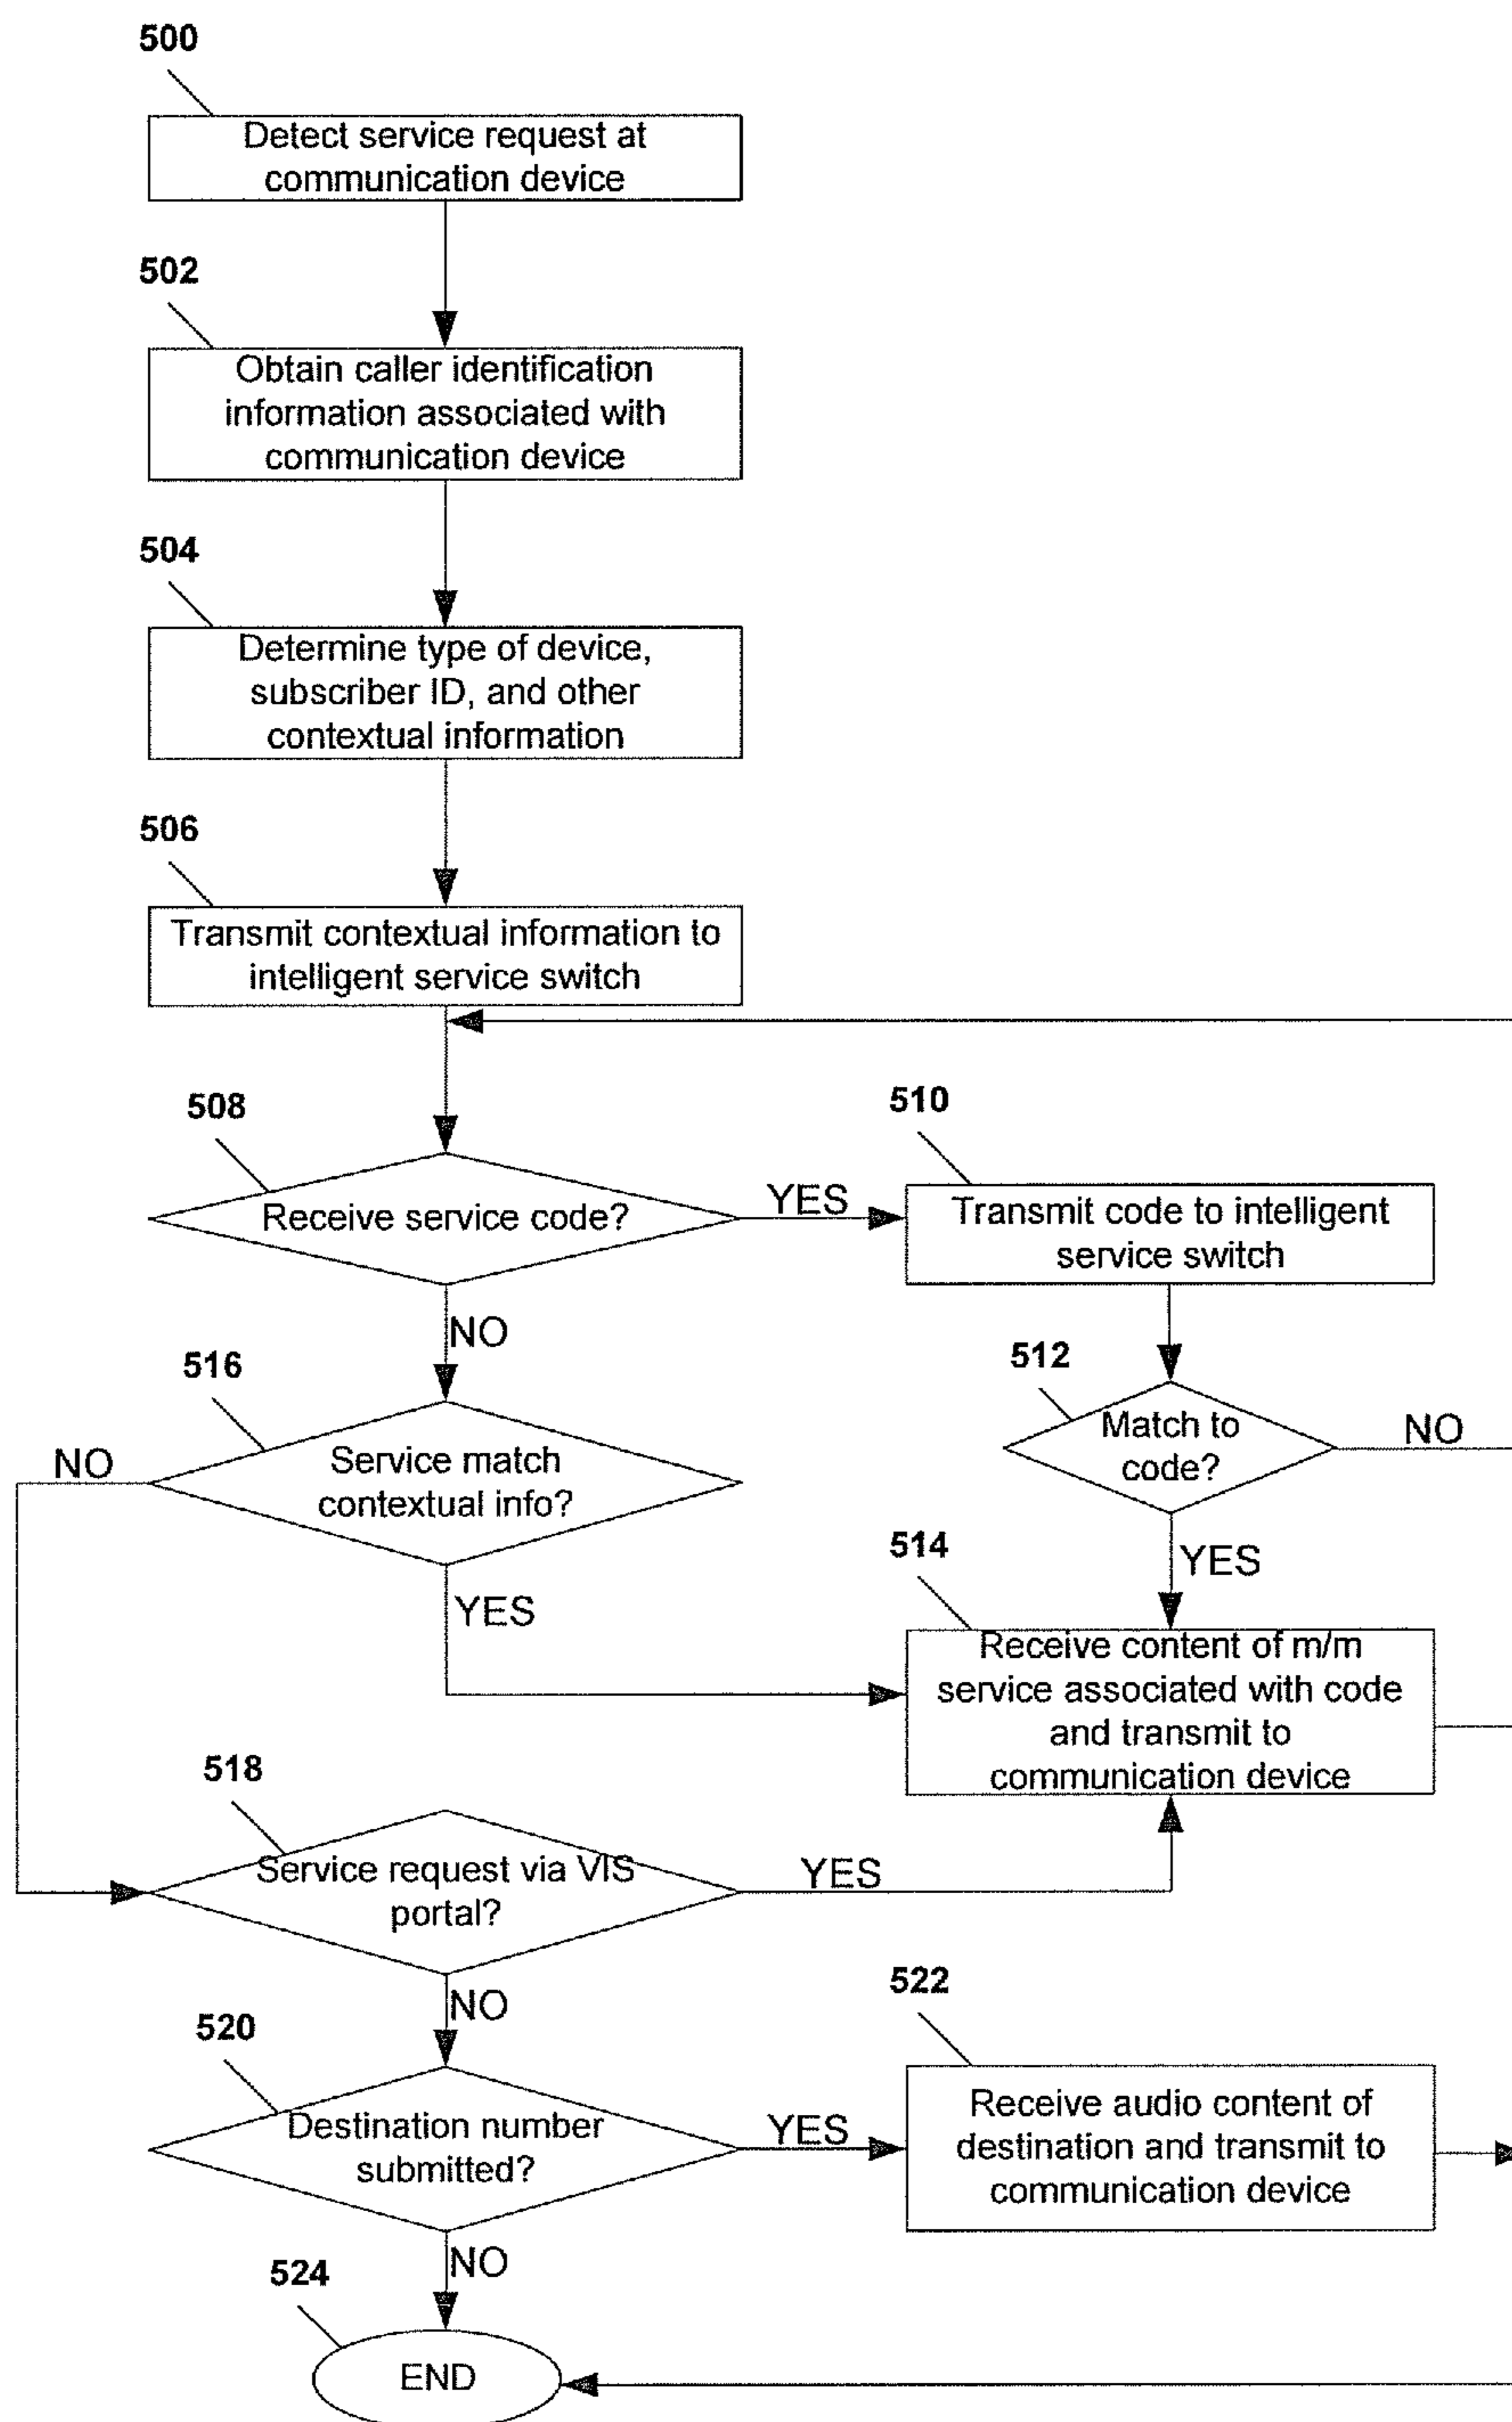 500
Detect service request at
communication device
502
Obtain caller identification
information associated with
communication device
504
Determine type of device,
subscriber ID, and other
contextual information
506
Transmit contextual information to
intelligent service switch
508
Receive service code?
YES
510
Transmit code to intelligent
service switch
NO
512
Match to
code?
NO
516
Service match
contextual info?
NO
YES
YES
514
Receive content of m/m
service associated with code
and transmit to
communication device
518
Service request via VIS
portal?
YES
NO
520
Destination number
submitted?
YES
522
Receive audio content of
destination and transmit to
communication device
NO
524
END